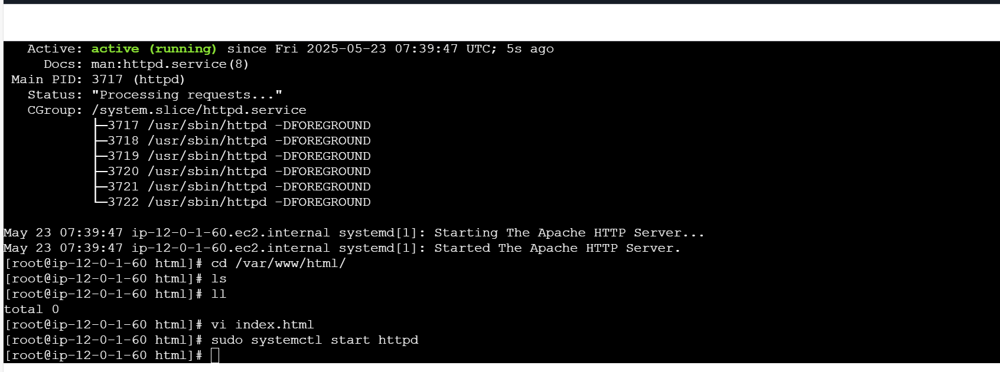 Active: active (running) since Fri 2025-05-23 07:39:47 UTC; 5s ago
Docs: man:httpd.service(8)
Main PID: 3717 (httpd)
Status: "Processing requests..."
CGroup: /system.slice/httpd.service
├─3717 /usr/sbin/httpd -DFOREGROUND
├─3718 /usr/sbin/httpd -DFOREGROUND
├─3719 /usr/sbin/httpd -DFOREGROUND
├─3720 /usr/sbin/httpd -DFOREGROUND
├─3721 /usr/sbin/httpd -DFOREGROUND
└─3722 /usr/sbin/httpd -DFOREGROUND
May 23 07:39:47 ip-12-0-1-60.ec2.internal systemd[1]: Starting The Apache HTTP Server...
May 23 07:39:47 ip-12-0-1-60.ec2.internal systemd[1]: Started The Apache HTTP Server.
[root@ip-12-0-1-60 html]# cd /var/www/html/
[root@ip-12-0-1-60 html]# ls
[root@ip-12-0-1-60 html]# ll
total 0
[root@ip-12-0-1-60 html]# vi index.html
[root@ip-12-0-1-60 html]# sudo systemctl start httpd
[root@ip-12-0-1-60 html]#